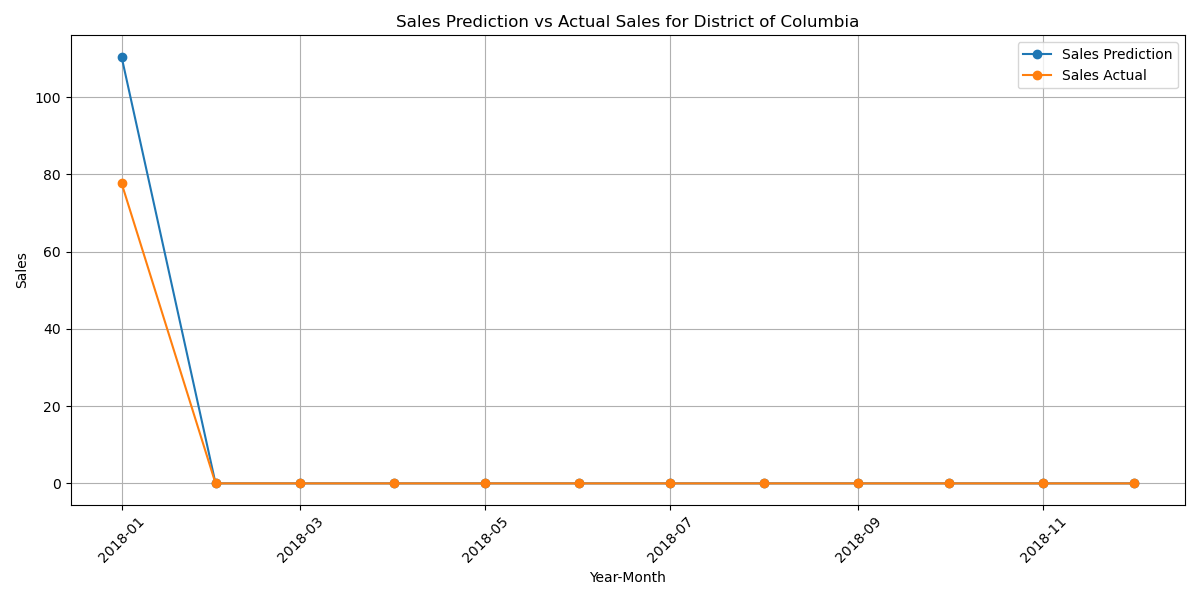 Sales Prediction vs Actual Sales for District of Columbia
Sales Prediction
Sales Actual
100
80
60
40
20
0
Sales
2018-01
2018-03
2018-05
2018-07
2018-09
2018-11
Year-Month